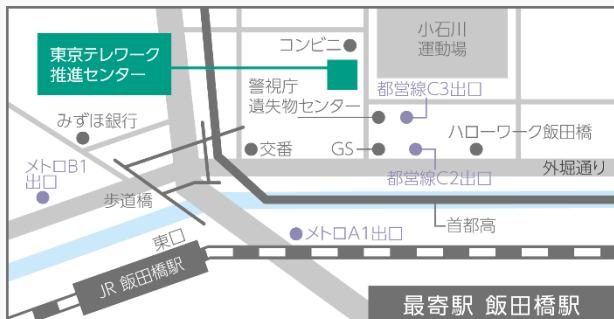 コンビニ
小石川
運動場
東京テレワーク
推進センター
警視庁
遺失物センター
都営線C3出口
みずほ銀行
交番
GS
ハローワーク飯田橋
メトロB1
出口
都営線C2出口
外堀通り
歩道橋
首都高
メトロA1出口
東口
JR 飯田橋駅
最寄駅 飯田橋駅